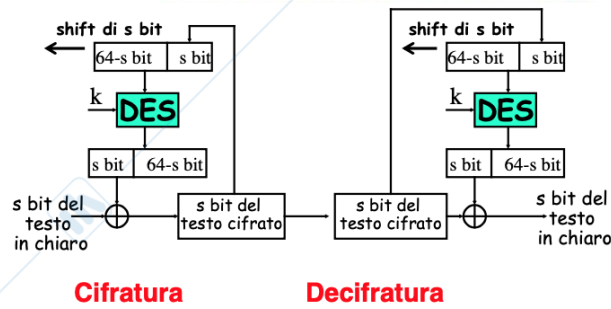 shift di s bit
64-s bit s bit
k DES
s bit 64-s bit
s bit del
testo
in chiaro
s bit del
testo cifrato
shift di s bit
64-s bit s bit
k DES
s bit 64-s bit
s bit del
testo cifrato
s bit del
testo
in chiaro
Cifratura
Decifratura